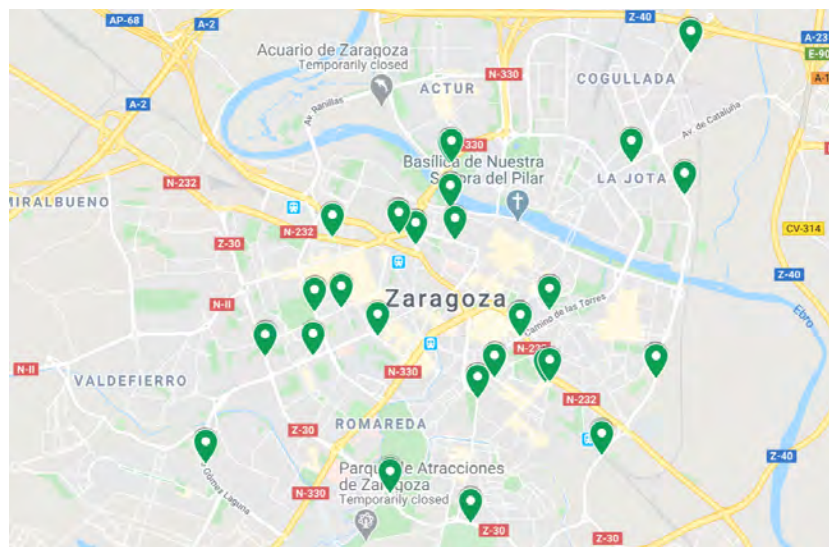 AP-68
A-2
Z-40
A-23
E-90
Acuario de Zaragoza
Temporarily closed
N-330
COGULLADA
ACTUR
A-2
Av. Ranillas
Av. de Cataluña
Basílica de Nuestra
Señora del Pilar
N-232
LA JOTA
MIRALBUENO
N-232
Z-30
CV-314
Z-40
N-II
Zaragoza
Camino de las Torres
Ebro
N-II
VALDEFIERRO
N-330
N-232
ROMAREDA
Z-30
Z-40
Gómez Laguna
Parque de Atracciones
de Zaragoza
Temporarily closed
N-330
Z-30
Z-30